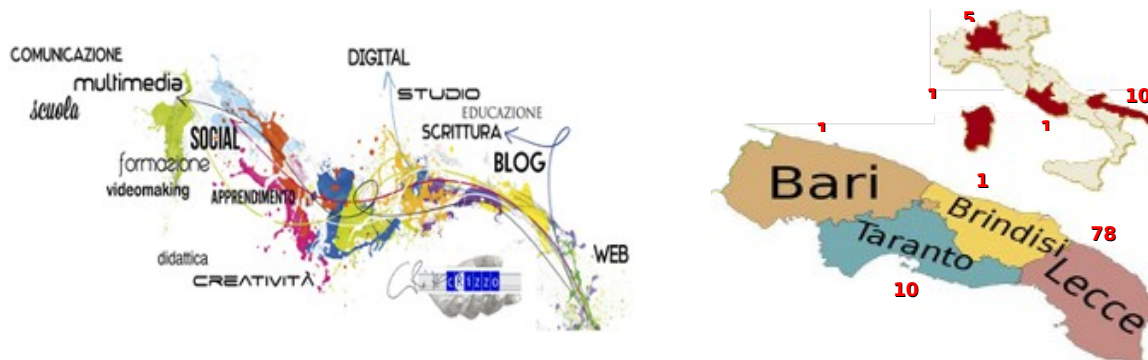 COMUNICAZIONE
multimedia
scuola
SOCIAL
formazione
videomaking
APPRENDIMENTO
didattica
CREATIVITÀ
DIGITAL
STUDIO
EDUCAZIONE
SCRITTURA
BLOG
WEB
5
1
10
1
1
1
Bari
Brindisi
Taranto
Lecce
78
10